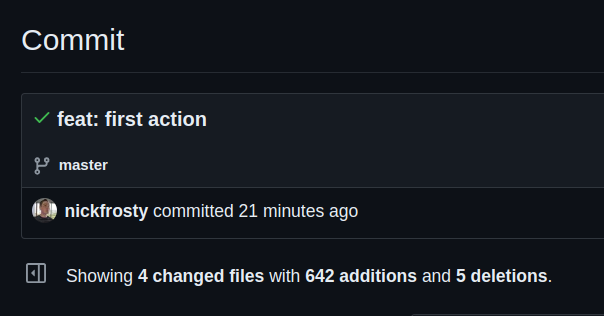 Commit
feat: first action
master
nickfrosty committed 21 minutes ago
Showing 4 changed files with 642 additions and 5 deletions.